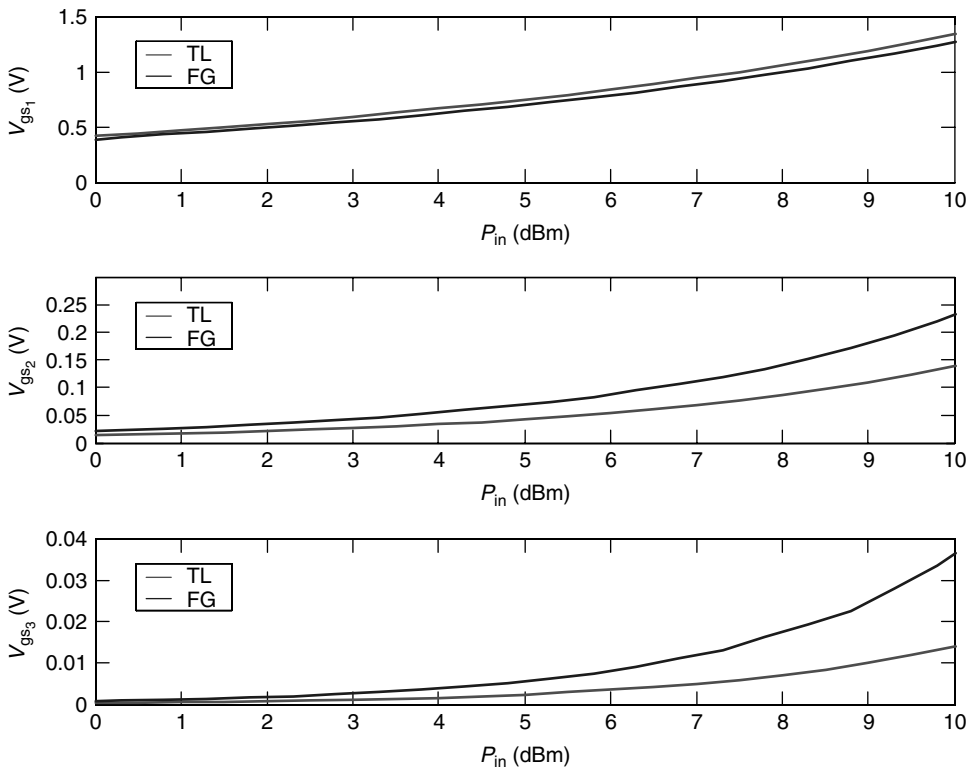 1.5
1
0.5
0
V_gs₁ (V)
TL
FG
0 1 2 3 4 5 6 7 8 9 10
P_in (dBm)
0.25
0.2
0.15
0.1
0.05
0
V_gs₂ (V)
TL
FG
0 1 2 3 4 5 6 7 8 9 10
P_in (dBm)
0.04
0.03
0.02
0.01
0
V_gs₃ (V)
TL
FG
0 1 2 3 4 5 6 7 8 9 10
P_in (dBm)